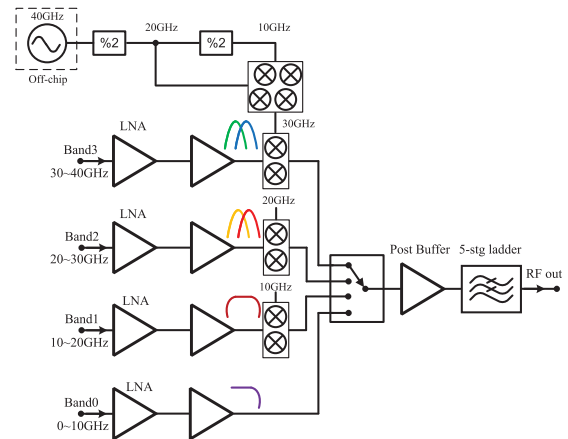 40GHz
%2
20GHz
%2
10GHz
Off-chip
30GHz
LNA
Band3
30~40GHz
LNA
20GHz
Band2
20~30GHz
Post Buffer
5-stg ladder
RF out
LNA
10GHz
Band1
10~20GHz
LNA
Band0
0~10GHz